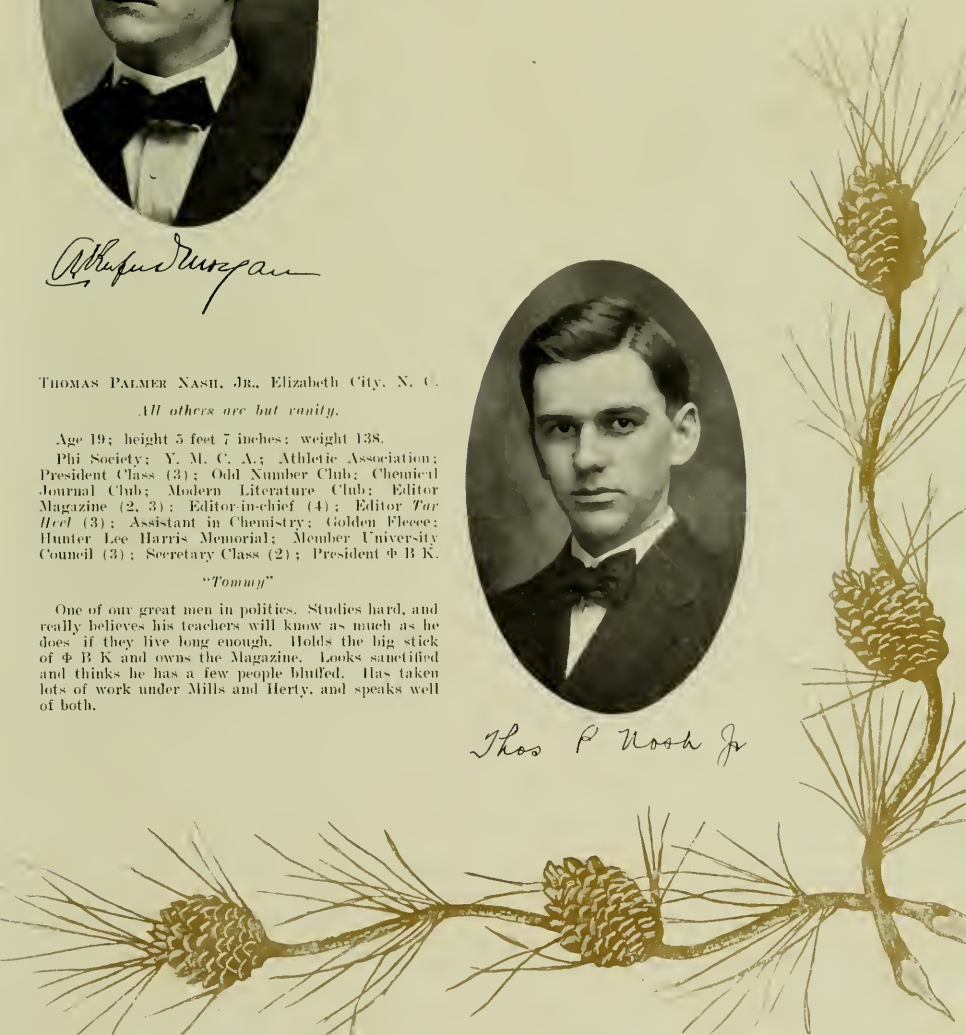 A Rufus Morgan
THOMAS PALMER NASH, JR., Elizabeth City, N. C.
All others are but vanity.
Age 19; height 5 feet 7 inches; weight 138.
Phi Society; Y. M. C. A.; Athletic Association;
President Class (3); Odd Number Club; Chemical
Journal Club; Modern Literature Club; Editor
Magazine (2, 3); Editor-in-chief (4); Editor Tar
Heel (3); Assistant in Chemistry; Golden Fleece;
Hunter Lee Harris Memorial; Member University
Council (3); Secretary Class (2); President Φ B K.
"Tommy"
One of our great men in politics. Studies hard, and
really believes his teachers will know as much as he
does if they live long enough. Holds the big stick
of Φ B K and owns the Magazine. Looks sanctified
and thinks he has a few people bluffed. Has taken
lots of work under Mills and Herty, and speaks well
of both.
Thos P Nash Jr